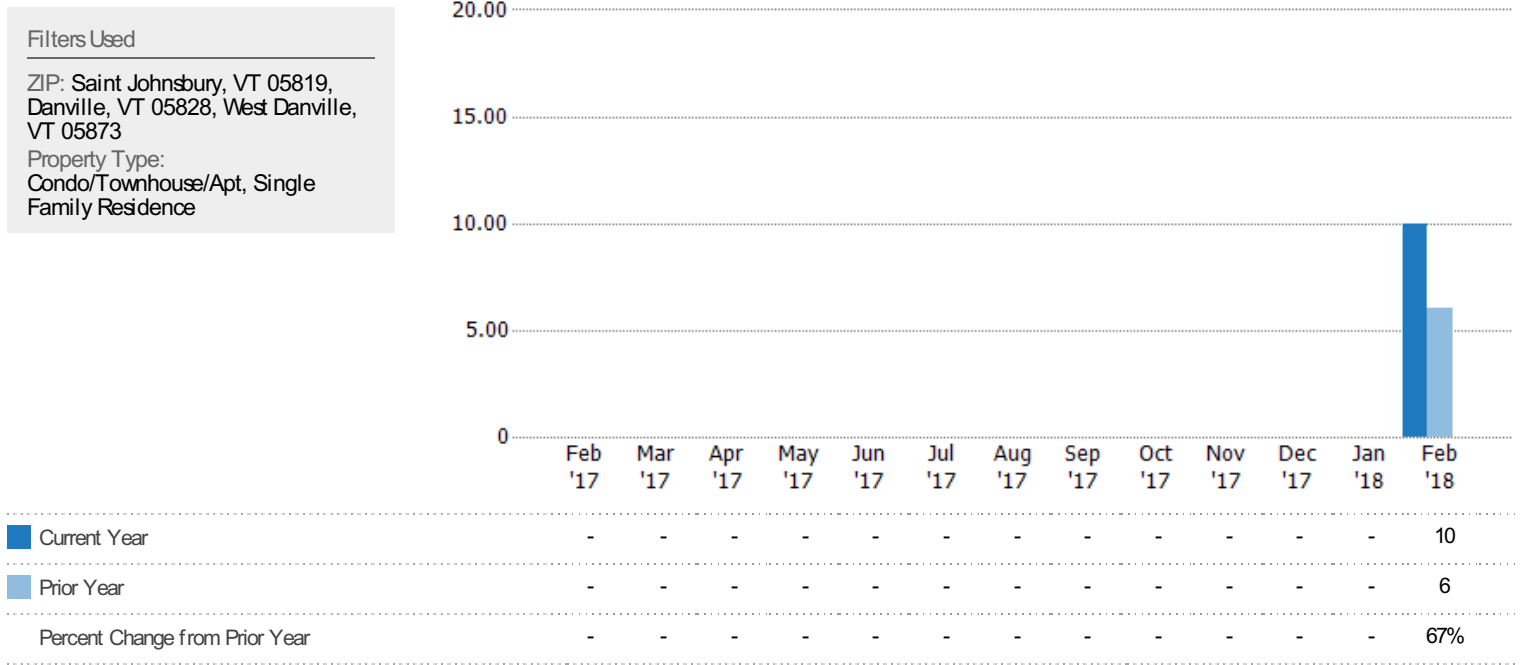 Filters Used
ZIP: Saint Johnsbury, VT 05819,
Danville, VT 05828, West Danville,
VT 05873
Property Type:
Condo/Townhouse/Apt, Single
Family Residence
20.00
15.00
10.00
5.00
0
Feb Mar Apr May Jun Jul Aug Sep Oct Nov Dec Jan Feb
'17 '17 '17 '17 '17 '17 '17 '17 '17 '17 '17 '18 '18
Current Year - - - - - - - - - - - - 10
Prior Year - - - - - - - - - - - - 6
Percent Change from Prior Year - - - - - - - - - - - - 67%